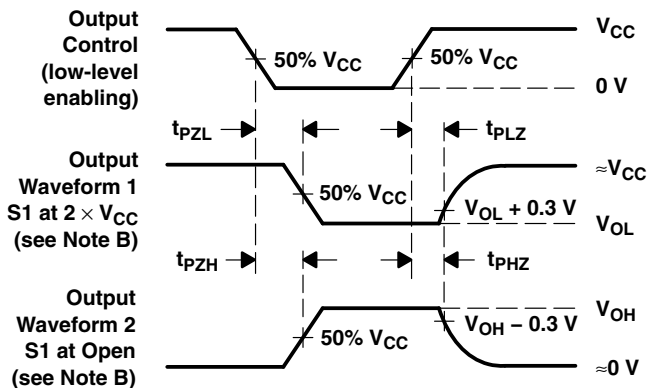 Output
Control
(low-level
enabling)
50% VCC
50% VCC
VCC
0 V
tPZL
tPLZ
Output
Waveform 1
S1 at 2 × VCC
(see Note B)
50% VCC
VOL + 0.3 V
≈VCC
VOL
tPZH
tPHZ
Output
Waveform 2
S1 at Open
(see Note B)
50% VCC
VOH − 0.3 V
VOH
≈0 V